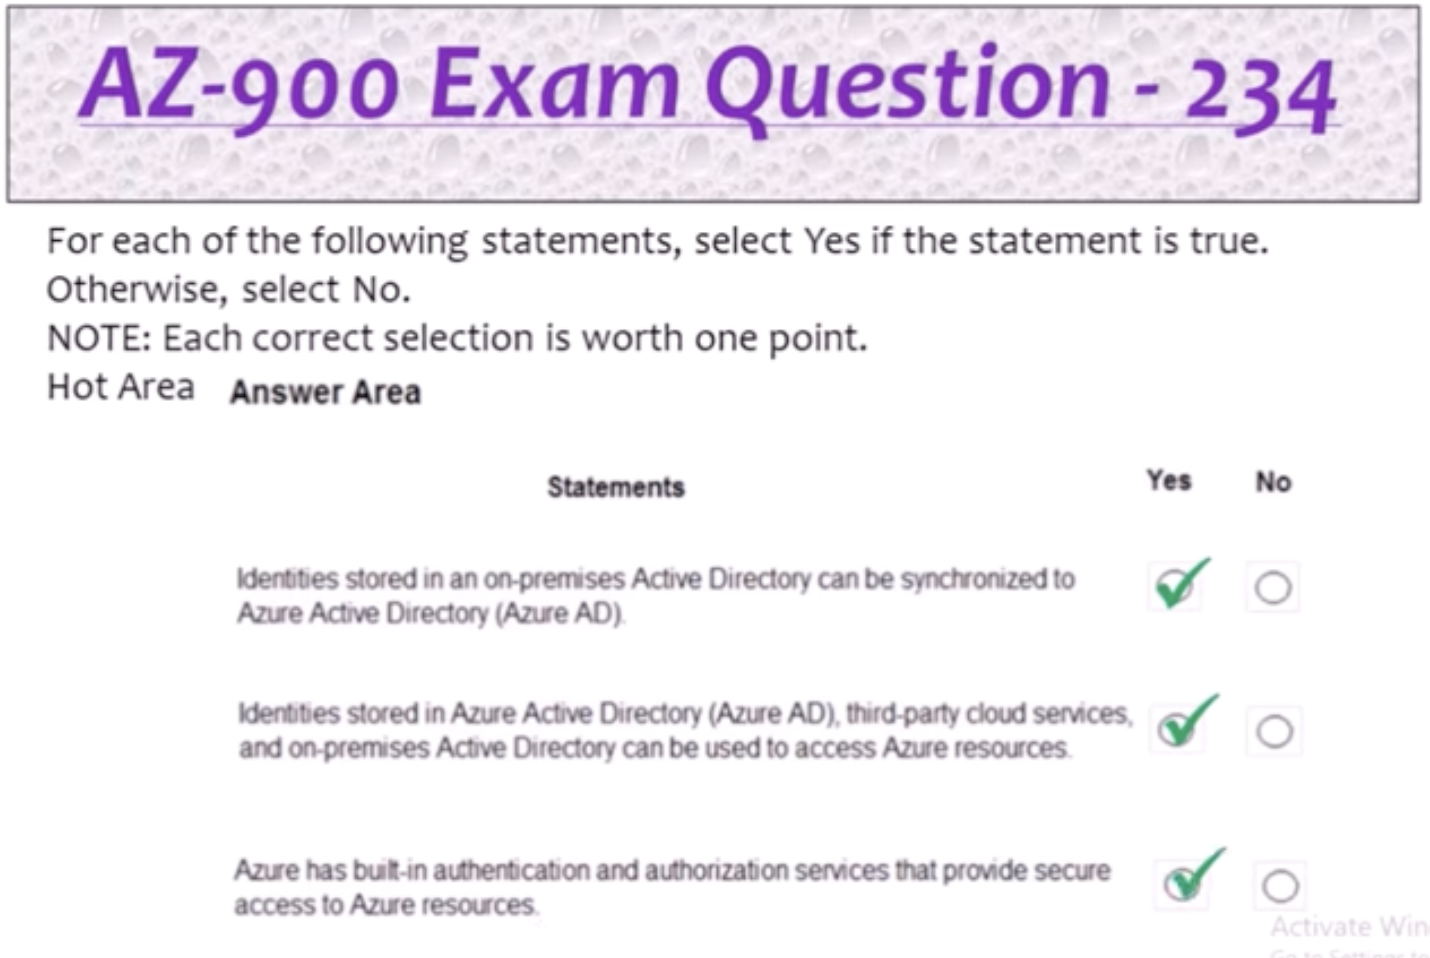 AZ-900 Exam Question - 234
For each of the following statements, select Yes if the statement is true.
Otherwise, select No.
NOTE: Each correct selection is worth one point.
Hot Area Answer Area
Statements Yes No
Identities stored in an on-premises Active Directory can be synchronized to
Azure Active Directory (Azure AD).
Identities stored in Azure Active Directory (Azure AD), third-party cloud services,
and on-premises Active Directory can be used to access Azure resources.
Azure has built-in authentication and authorization services that provide secure
access to Azure resources.
Activate Win